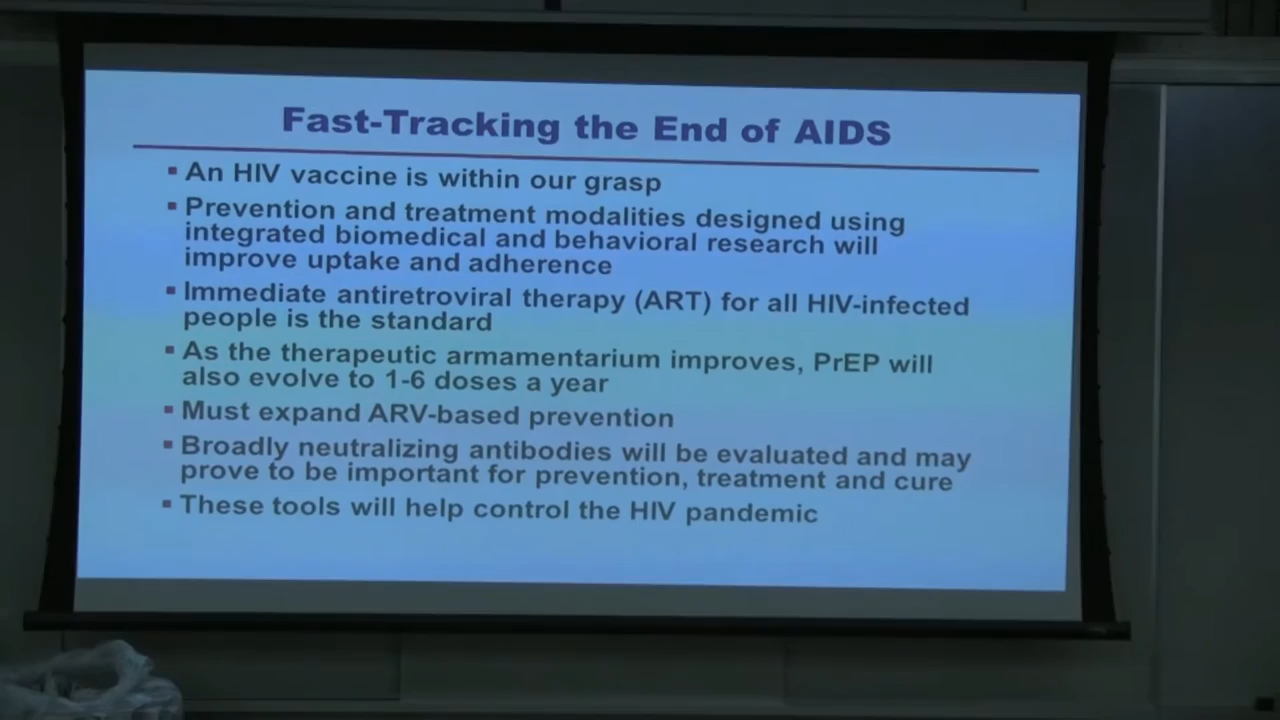 Fast-Tracking the End of AIDS
▪ An HIV vaccine is within our grasp
▪ Prevention and treatment modalities designed using
integrated biomedical and behavioral research will
improve uptake and adherence
▪ Immediate antiretroviral therapy (ART) for all HIV-infected
people is the standard
▪ As the therapeutic armamentarium improves, PrEP will
also evolve to 1-6 doses a year
▪ Must expand ARV-based prevention
▪ Broadly neutralizing antibodies will be evaluated and may
prove to be important for prevention, treatment and cure
▪ These tools will help control the HIV pandemic